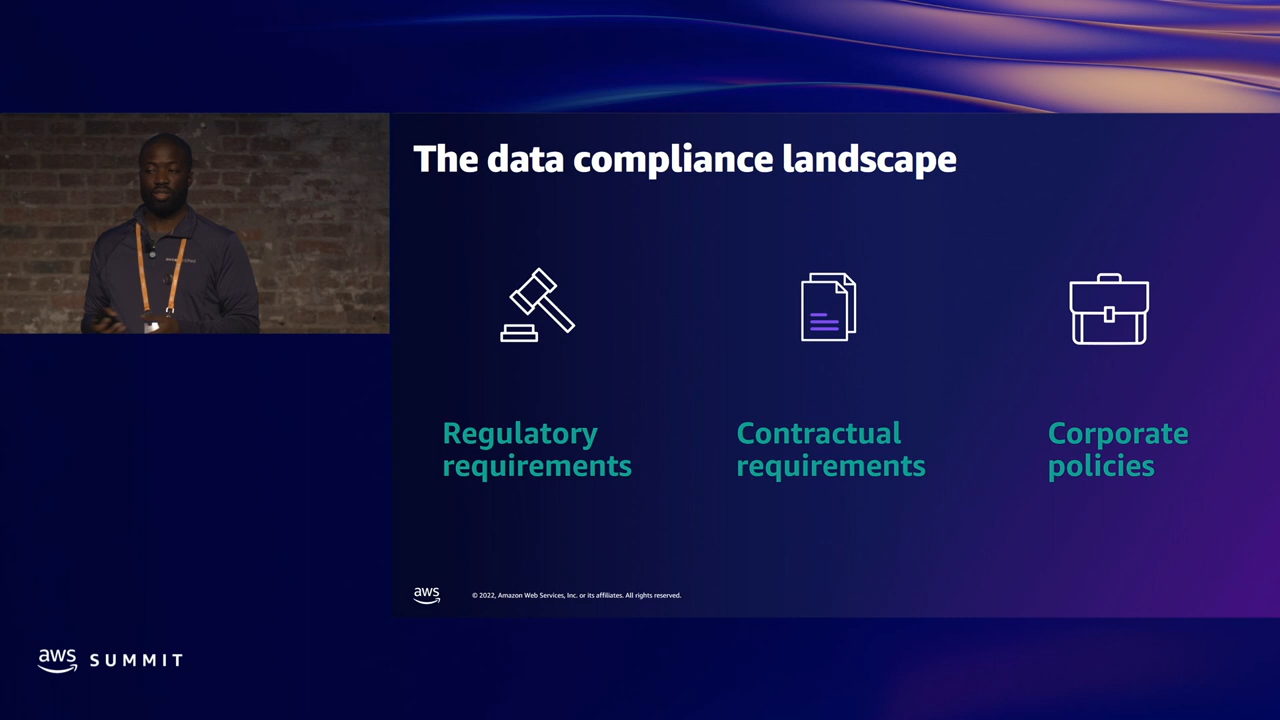 The data compliance landscape
Regulatory
requirements
Contractual
requirements
Corporate
policies
aws
© 2022, Amazon Web Services, Inc. or its affiliates. All rights reserved.
aws SUMMIT